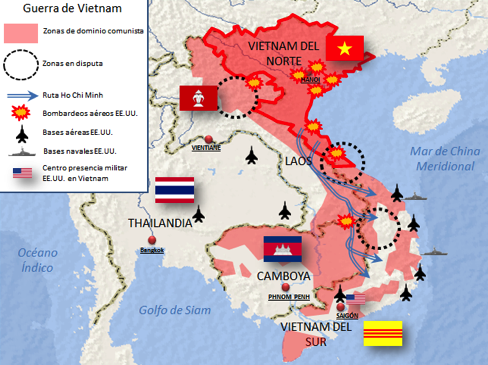 Guerra de Vietnam
Zonas de dominio comunista
Zonas en disputa
Ruta Ho Chi Minh
Bombardeos EE.UU.
Bases aéreas EE.UU.
Bases navales EE.UU.
Centro presencia militar
EE.UU. en Vietnam
VIETNAM DEL
NORTE
HANOI
VIENTIANE
LAOS
Mar de China
Meridional
THAILANDIA
Bangkok
Océano
Índico
CAMBOYA
PHNOM PENH
Golfo de Siam
SAIGÓN
VIETNAM DEL
SUR